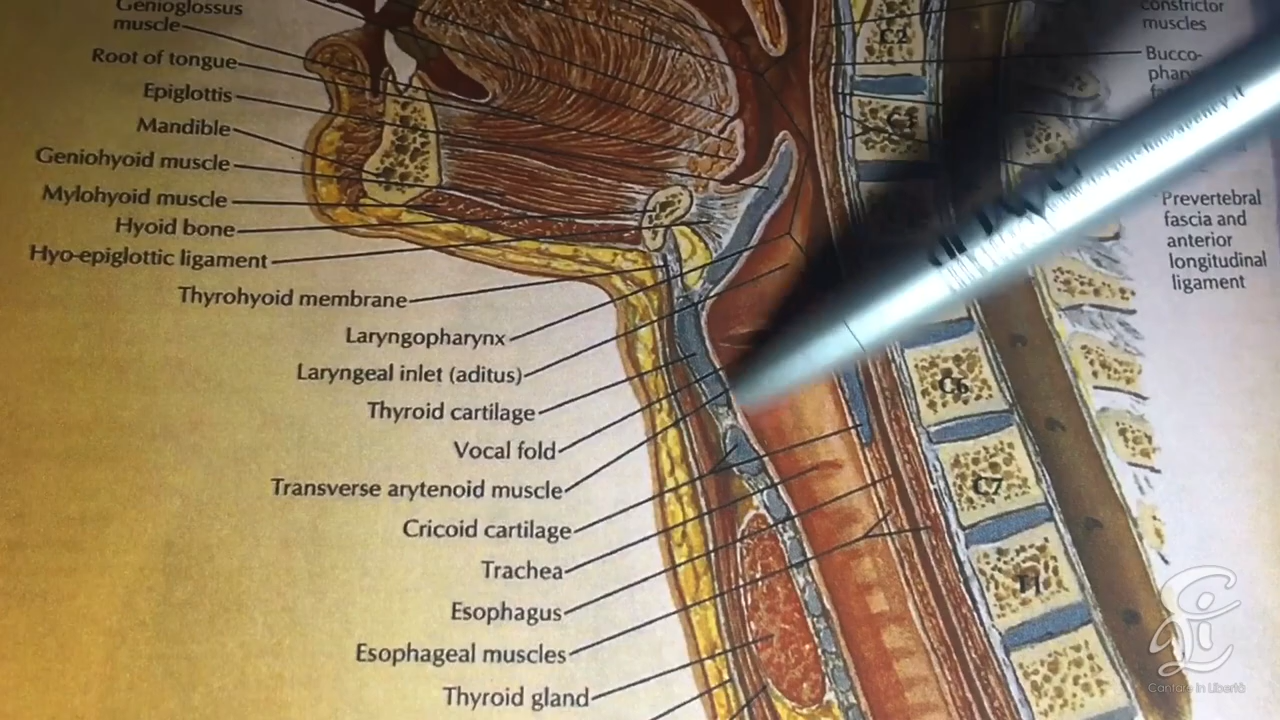 Genioglossus
muscle
Root of tongue
Epiglottis
Mandible
Geniohyoid muscle
Mylohyoid muscle
Hyoid bone
Hyo-epiglottic ligament
Thyrohyoid membrane
Laryngopharynx
Laryngeal inlet (aditus)
Thyroid cartilage
Vocal fold
Transverse arytenoid muscle
Cricoid cartilage
Trachea
Esophagus
Esophageal muscles
Thyroid gland
C2
C3
C6
C7
T1
constrictor
muscles
Bucco-
Prevertebral
fascia and
anterior
longitudinal
ligament
Cantare in Libertà